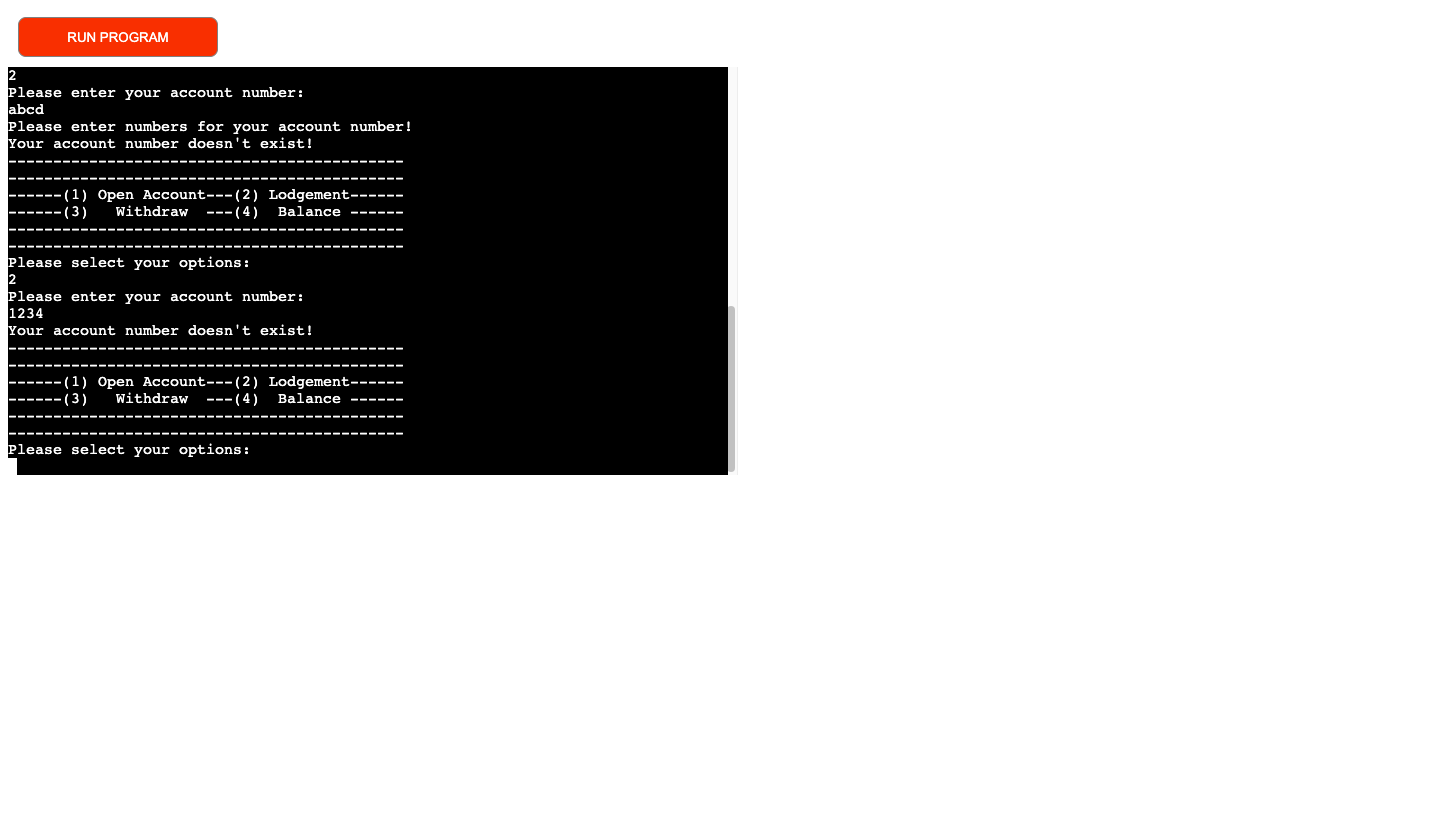 RUN PROGRAM
2
Please enter your account number:
abcd
Please enter numbers for your account number!
Your account number doesn't exist!
--------------------------------------------
--------------------------------------------
------(1) Open Account---(2) Lodgement------
------(3)   Withdraw  ---(4)  Balance ------
--------------------------------------------
--------------------------------------------
Please select your options:
2
Please enter your account number:
1234
Your account number doesn't exist!
--------------------------------------------
--------------------------------------------
------(1) Open Account---(2) Lodgement------
------(3)   Withdraw  ---(4)  Balance ------
--------------------------------------------
--------------------------------------------
Please select your options: